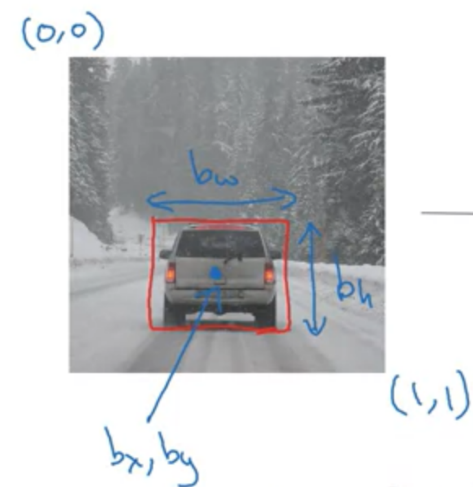 (0,0)
bw
bh
(1,1)
bx, by